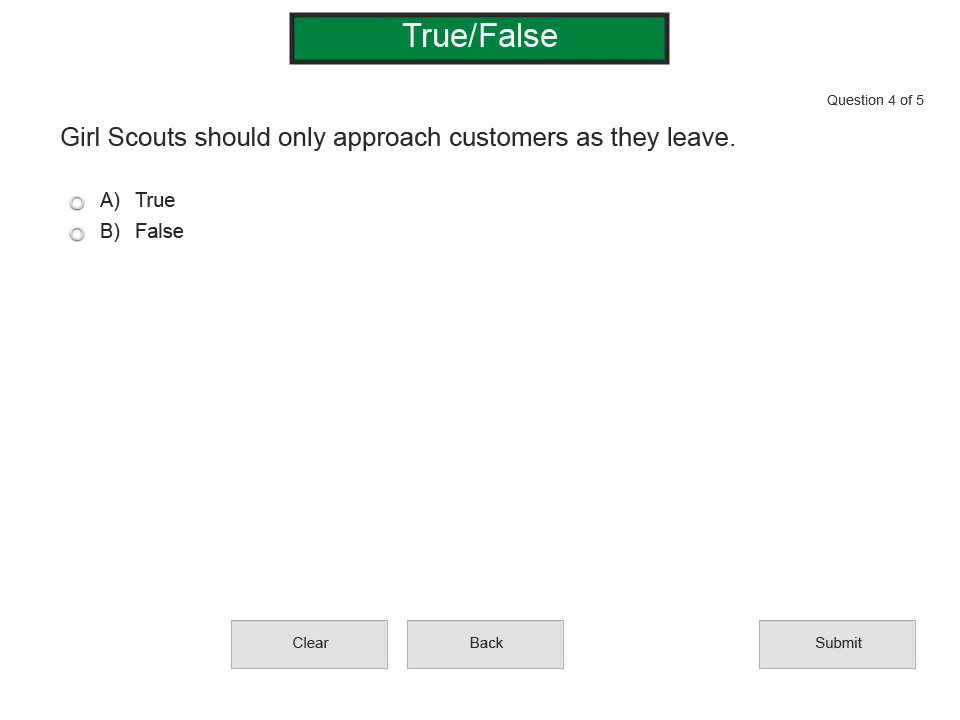 True/False
Question 4 of 5
Girl Scouts should only approach customers as they leave.
A) True
B) False
Clear
Back
Submit